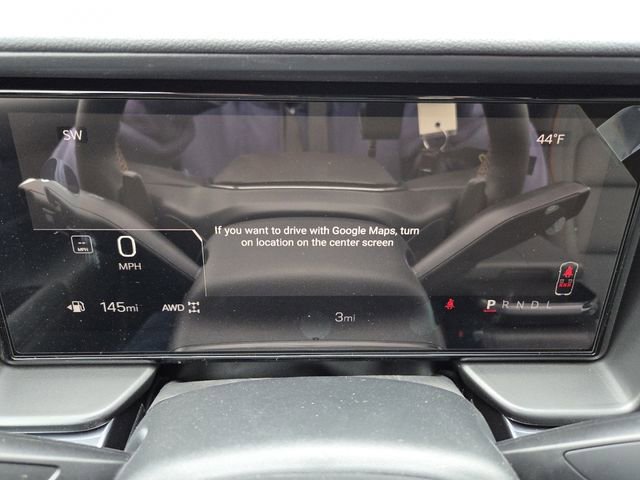 SW
44°F
If you want to drive with Google Maps, turn
on location on the center screen
--
MPH
0
MPH
145mi
AWD
3mi
P R N D L